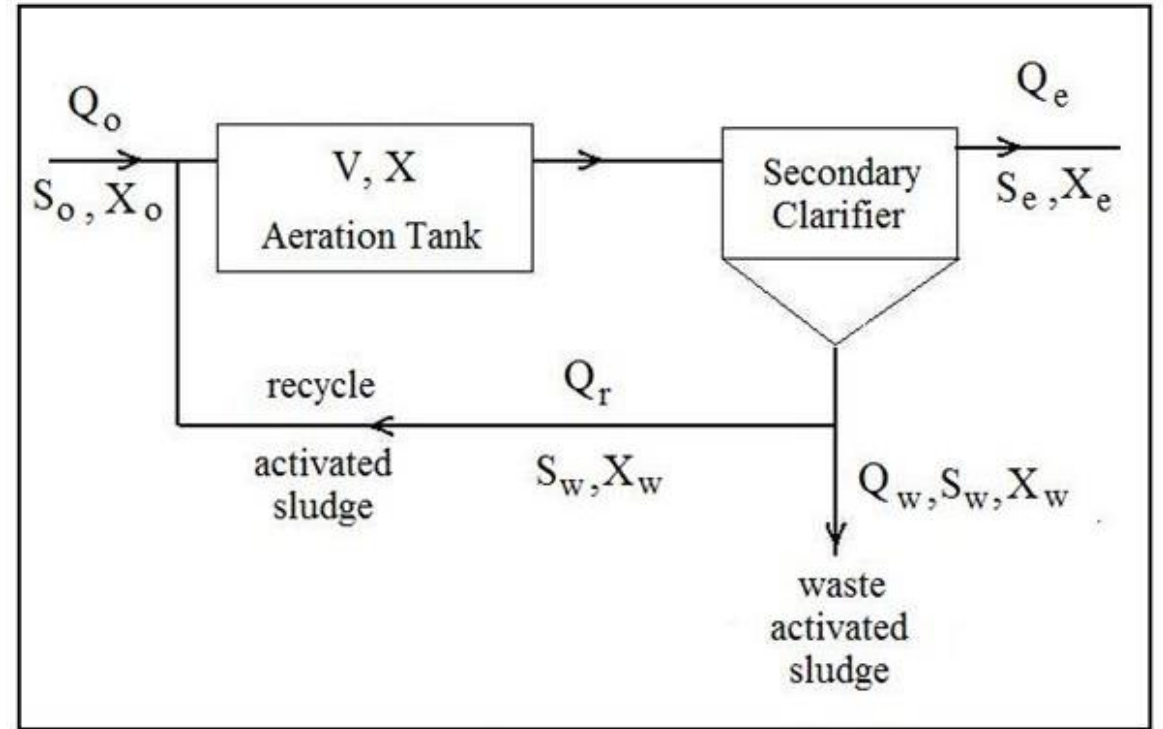 Qo
So, Xo
V, X
Aeration Tank
Secondary
Clarifier
Qe
Se, Xe
recycle
activated
sludge
Qr
Sw, Xw
Qw, Sw, Xw
waste
activated
sludge